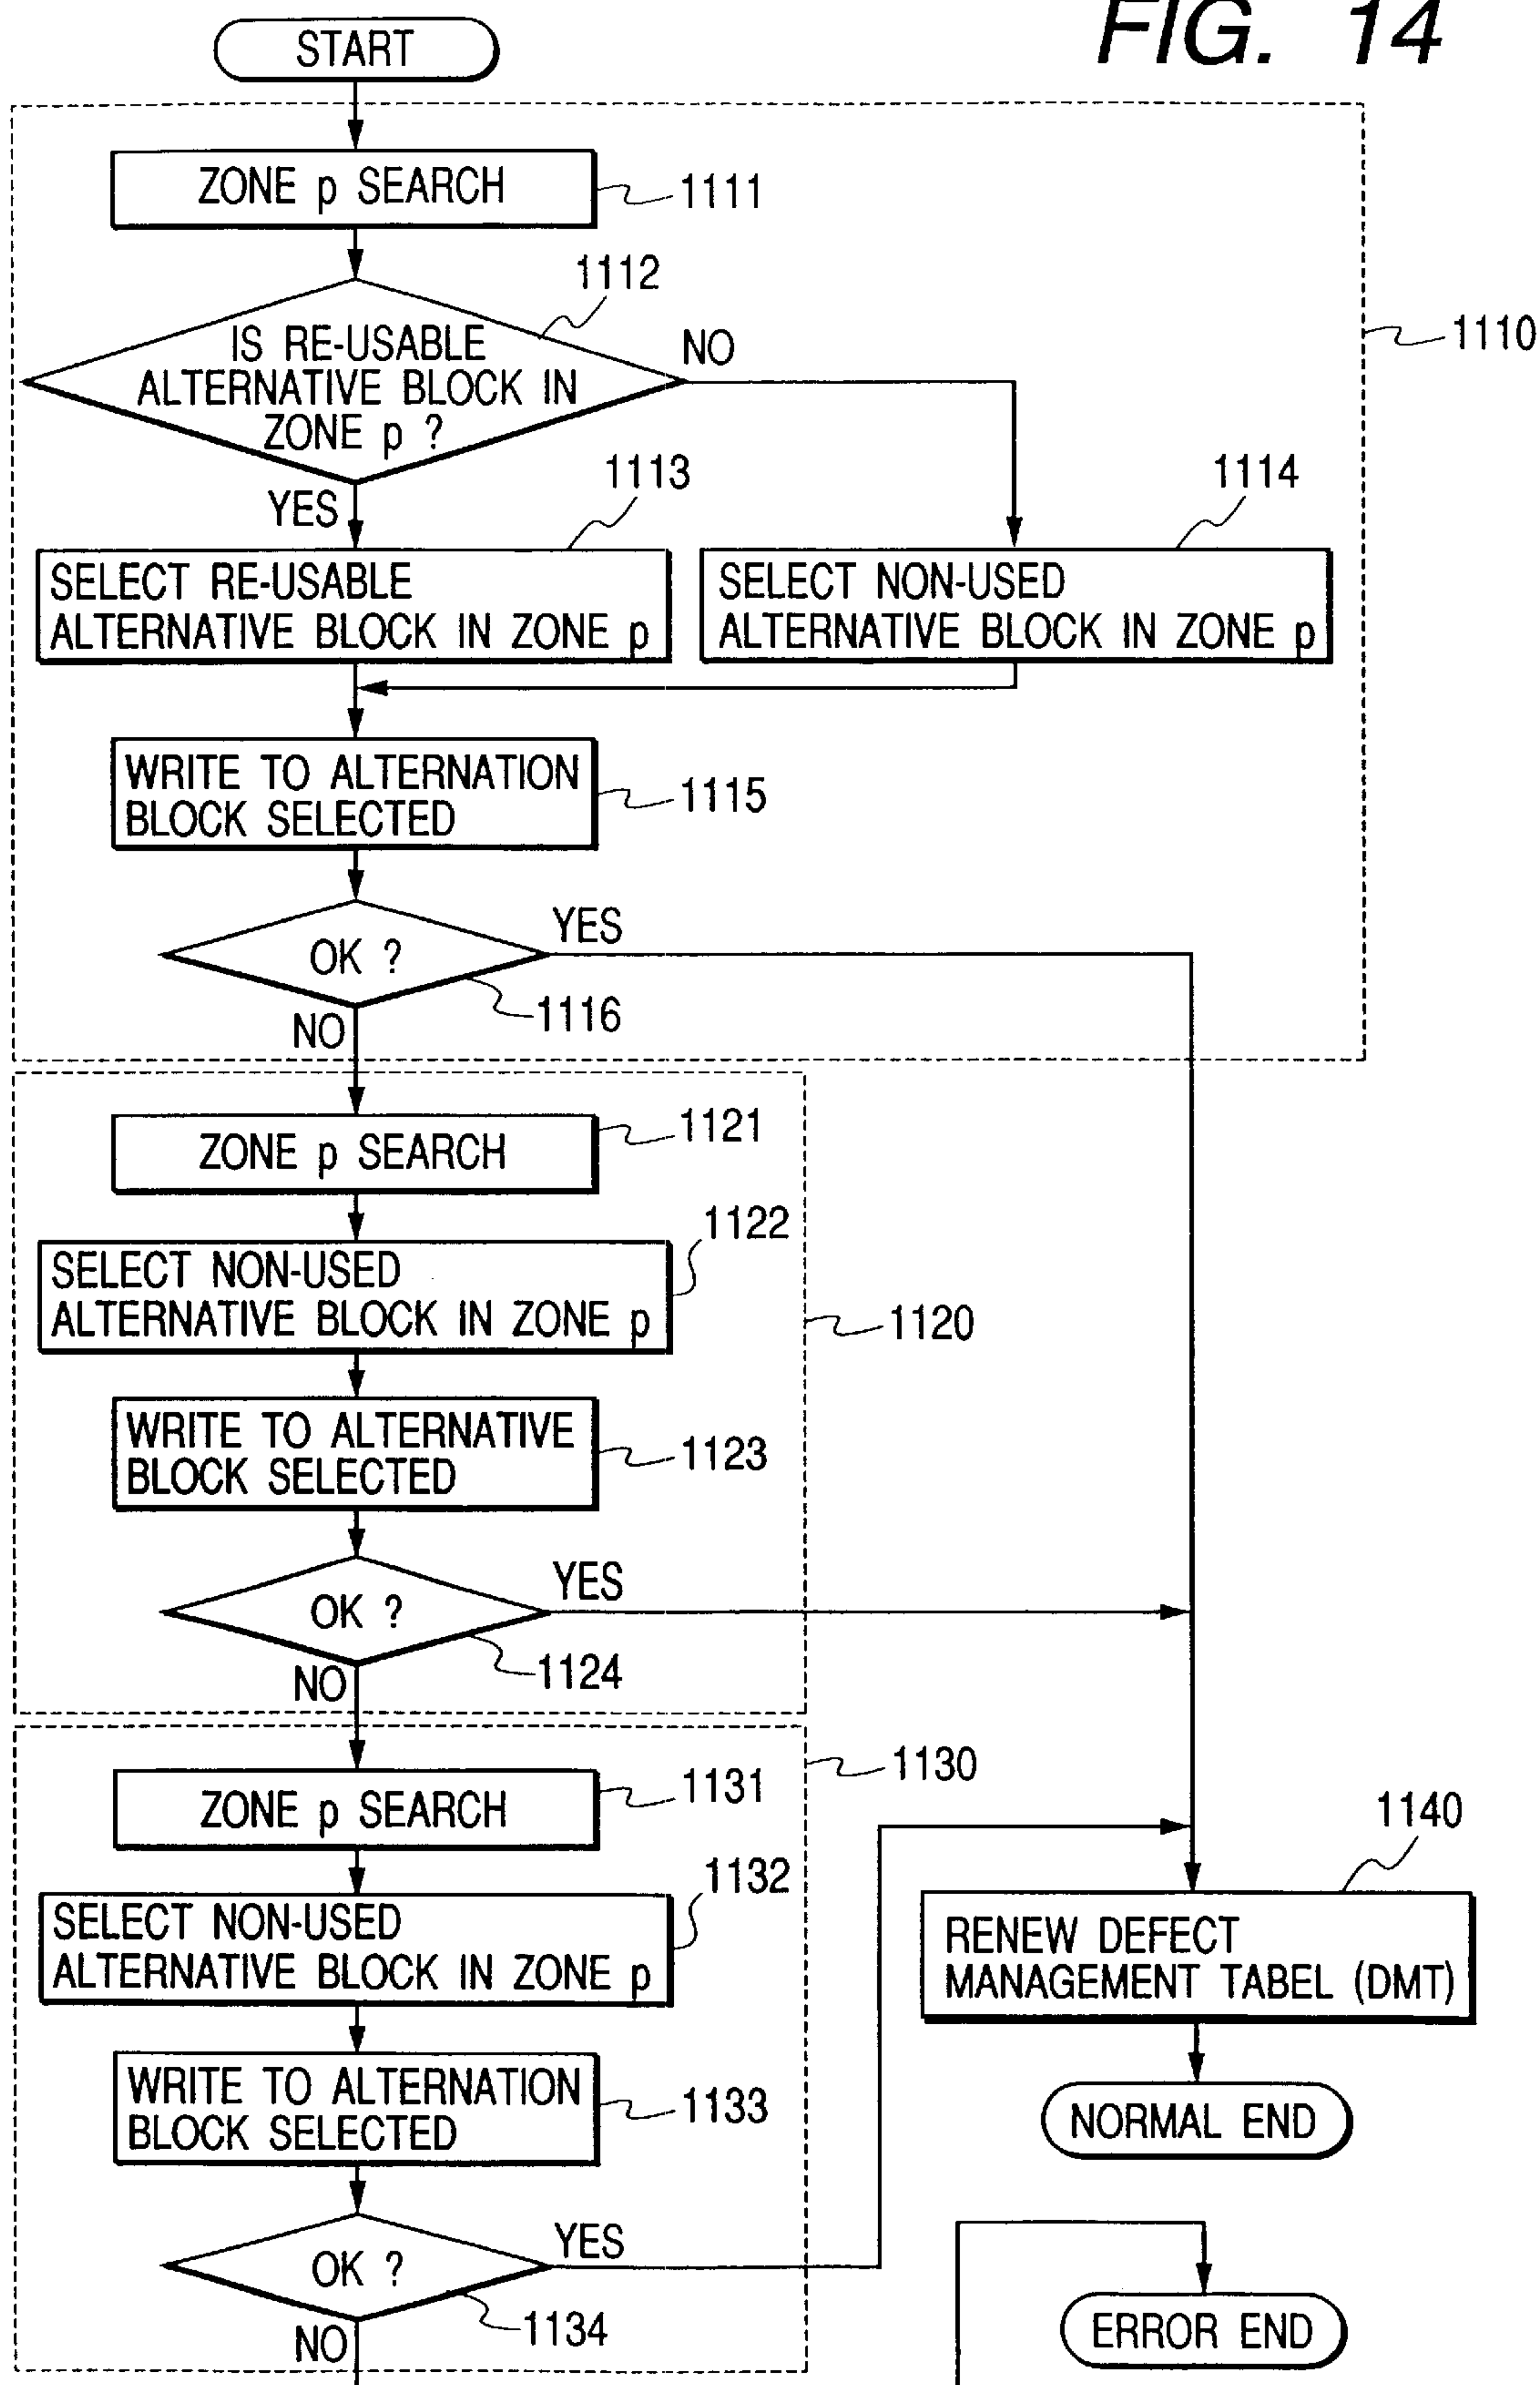 FIG. 14
START
ZONE p SEARCH
1111
1112
IS RE-USABLE
ALTERNATIVE BLOCK IN
ZONE p ?
NO
1110
YES
1113
1114
SELECT RE-USABLE
ALTERNATIVE BLOCK IN ZONE p
SELECT NON-USED
ALTERNATIVE BLOCK IN ZONE p
WRITE TO ALTERNATION
BLOCK SELECTED
1115
OK ?
YES
1116
NO
ZONE p SEARCH
1121
1122
SELECT NON-USED
ALTERNATIVE BLOCK IN ZONE p
1120
WRITE TO ALTERNATIVE
BLOCK SELECTED
1123
OK ?
YES
1124
NO
1130
ZONE p SEARCH
1131
1132
SELECT NON-USED
ALTERNATIVE BLOCK IN ZONE p
1140
RENEW DEFECT
MANAGEMENT TABEL (DMT)
WRITE TO ALTERNATION
BLOCK SELECTED
1133
NORMAL END
OK ?
YES
1134
NO
ERROR END